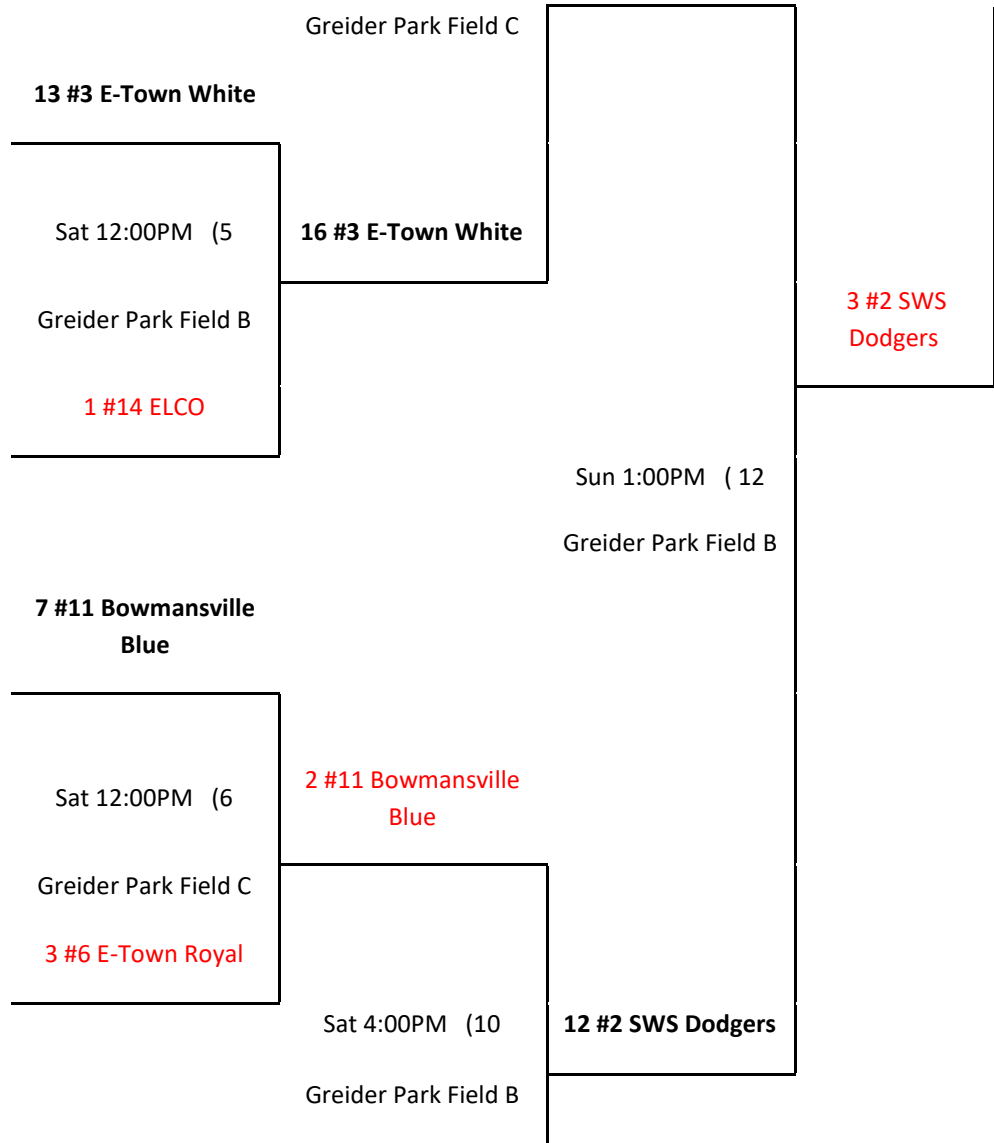 Greider Park Field C
13 #3 E-Town White
Sat 12:00PM (5
16 #3 E-Town White
Greider Park Field B
3 #2 SWS
Dodgers
1 #14 ELCO
Sun 1:00PM ( 12
Greider Park Field B
7 #11 Bowmansville
Blue
2 #11 Bowmansville
Blue
Sat 12:00PM (6
Greider Park Field C
3 #6 E-Town Royal
Sat 4:00PM (10
12 #2 SWS Dodgers
Greider Park Field B